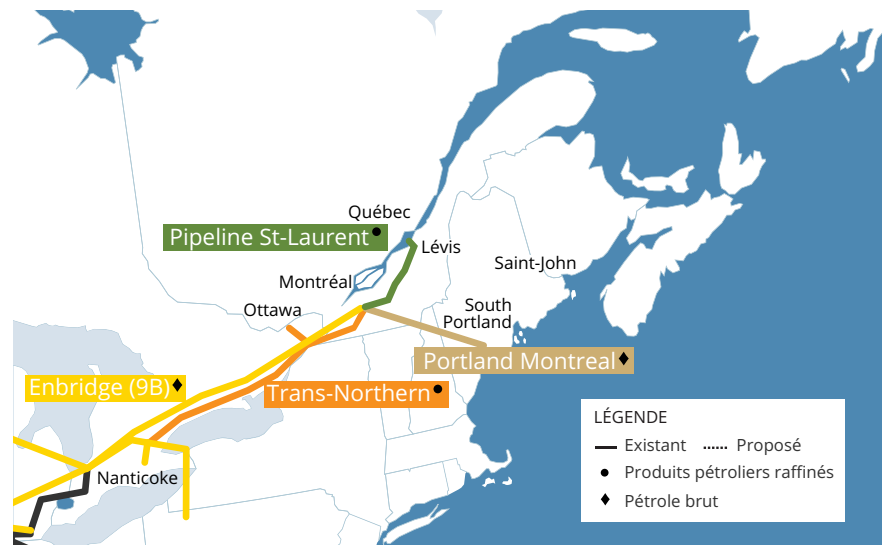 Québec
Pipeline St-Laurent
Lévis
Saint-John
Montréal
Ottawa
South
Portland
Portland Montreal
Enbridge (9B)
Trans-Northern
Nanticoke
LÉGENDE
Existant Proposé
Produits pétroliers raffinés
Pétrole brut